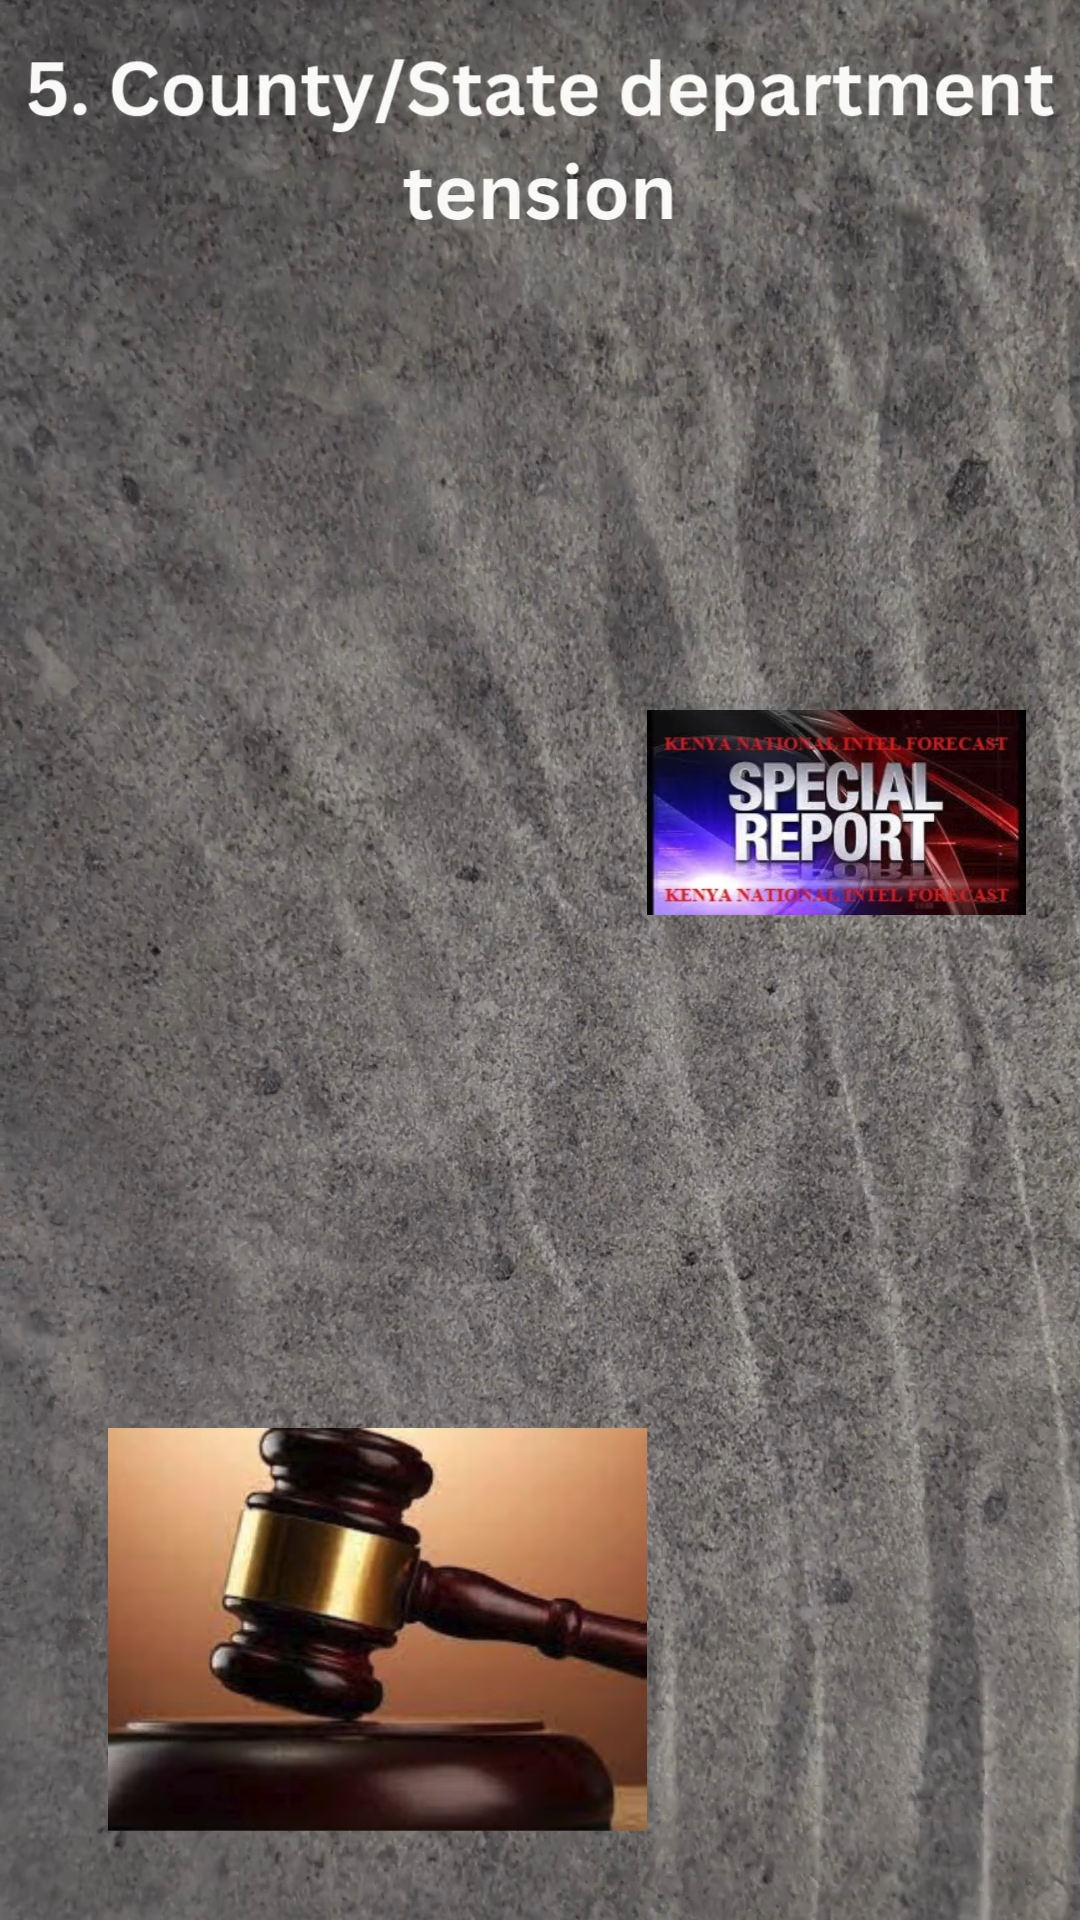 5. County/State department
tension
KENYA NATIONAL INTEL FORECAST
SPECIAL
REPORT
KENYA NATIONAL INTEL FORECAST